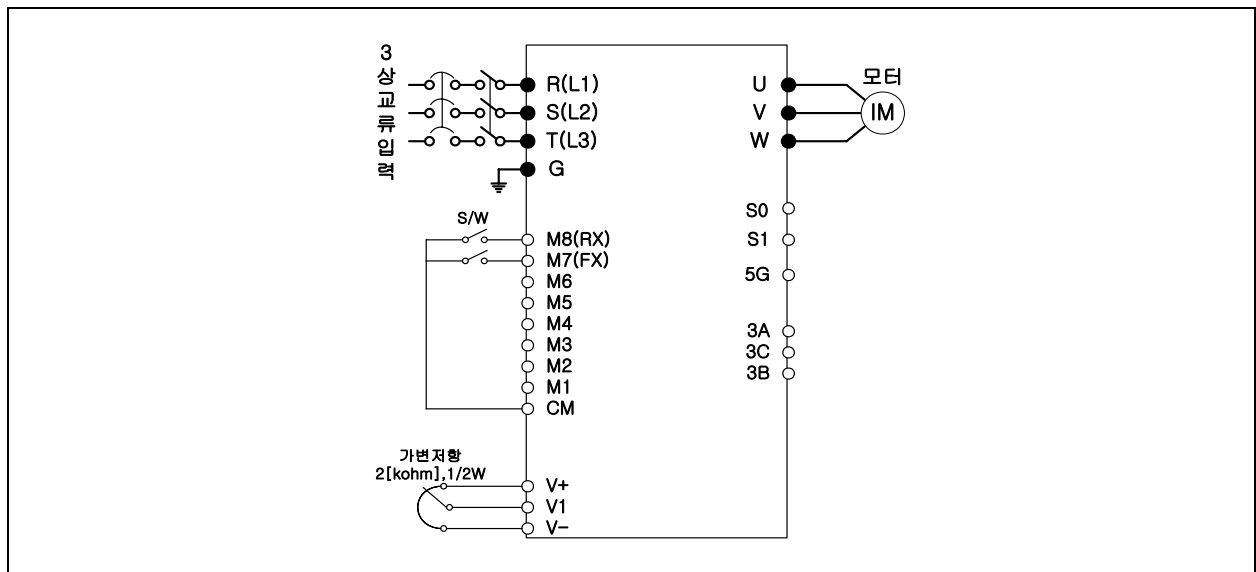 3
상
교
류
입
력
R(L1)
S(L2)
T(L3)
G
U
V
W
모터
IM
S/W
M8(RX)
M7(FX)
M6
M5
M4
M3
M2
M1
CM
S0
S1
5G
3A
3C
3B
가변저항
2[kohm],1/2W
V+
V1
V-